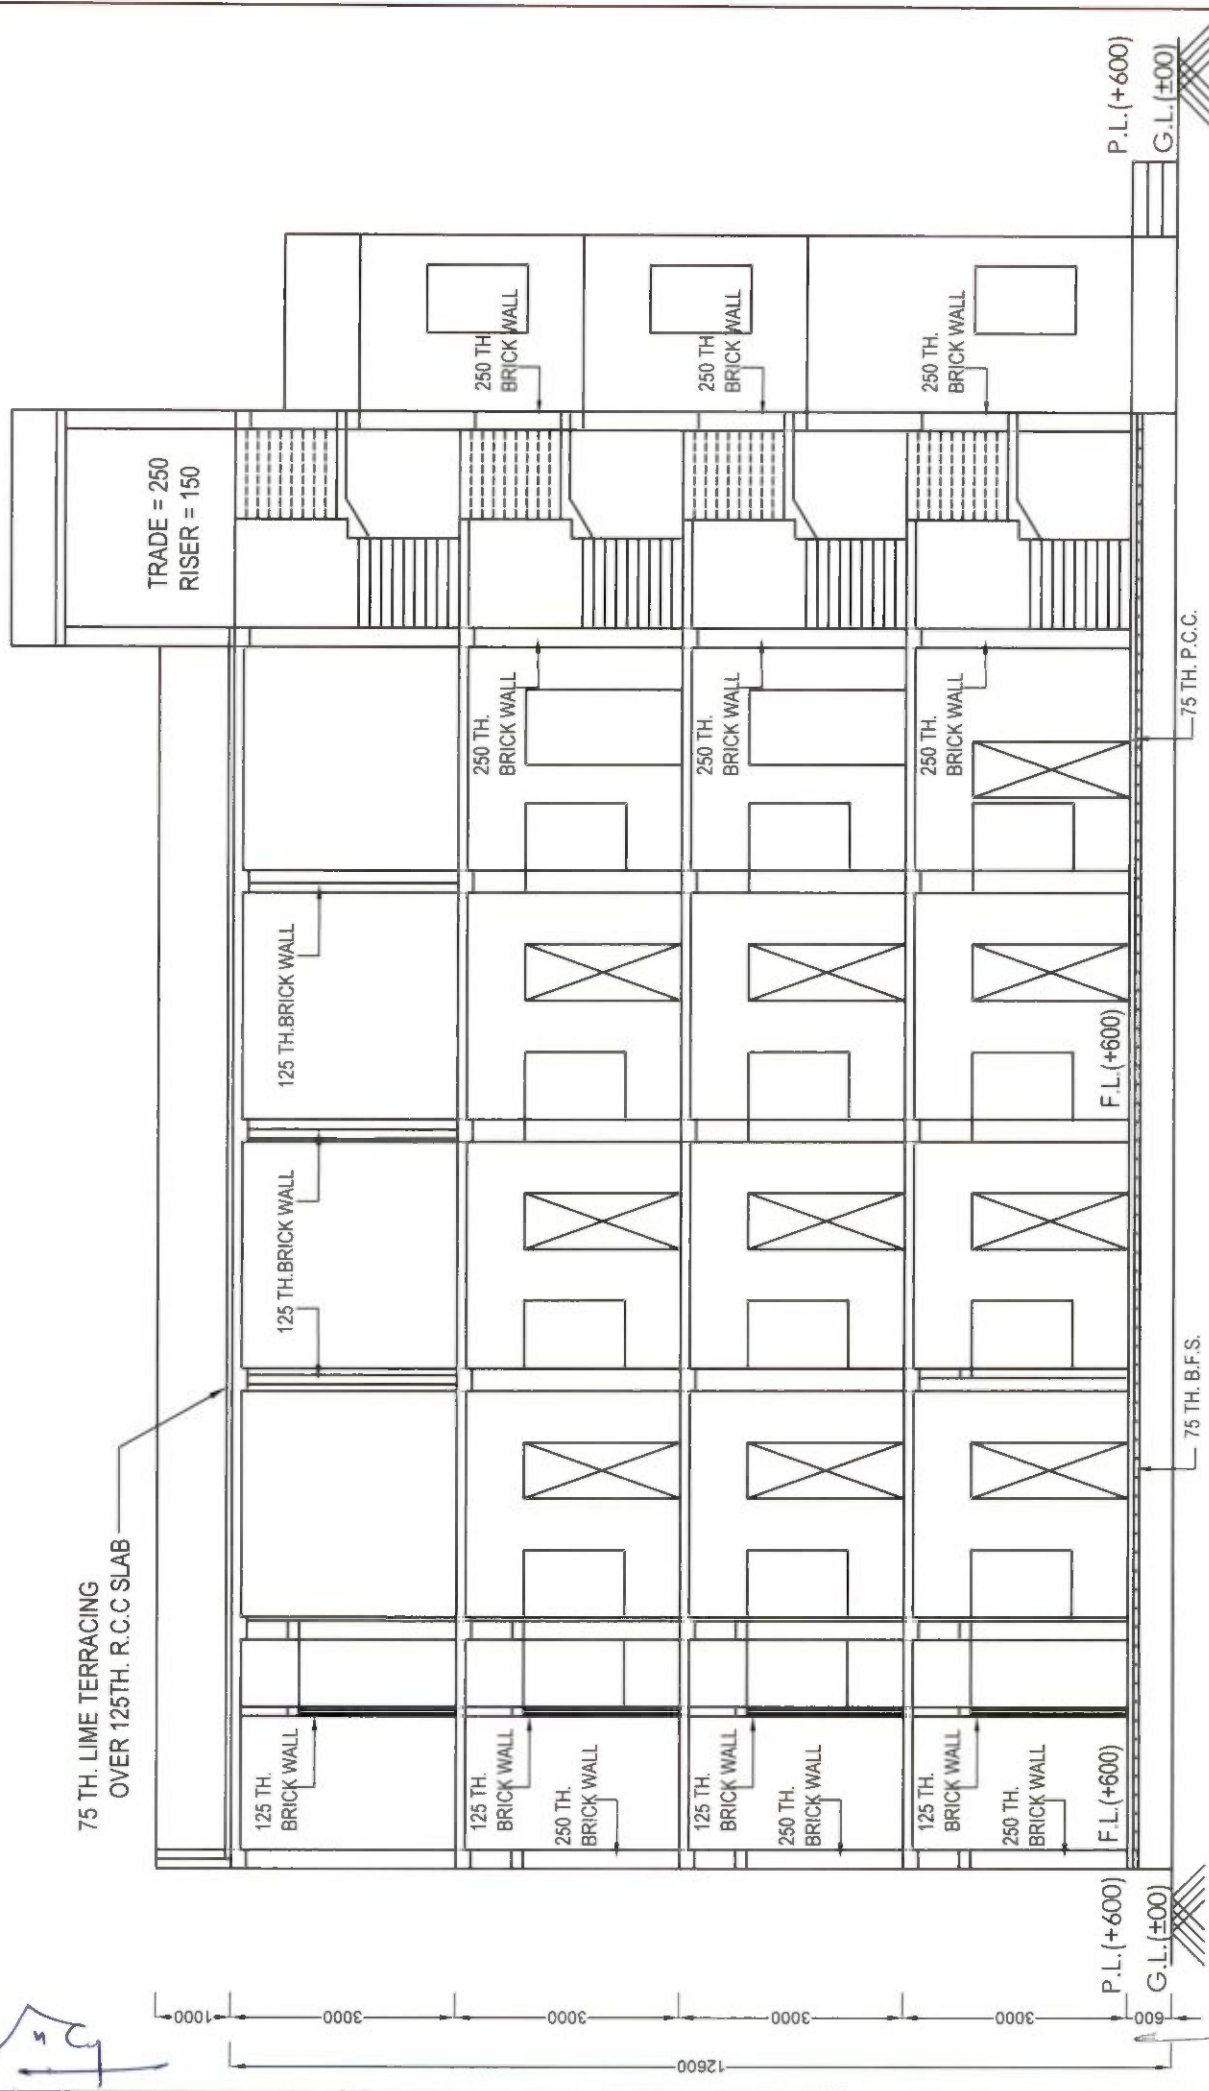 75 TH. LIME TERRACING
OVER 125TH. R.C.C SLAB
TRADE = 250
RISER = 150
125 TH.
BRICK WALL
125 TH.BRICK WALL
125 TH.BRICK WALL
250 TH.
BRICK WALL
125 TH.
BRICK WALL
250 TH.
BRICK WALL
250 TH.
BRICK WALL
250 TH
BRICK WALL
125 TH.
BRICK WALL
250 TH.
BRICK WALL
250 TH.
BRICK WALL
250 TH.
BRICK WALL
125 TH.
BRICK WALL
250 TH.
BRICK WALL
250 TH.
BRICK WALL
F.L.(+600)
F.L.(+600)
P.L.(+600)
G.L.(±00)
P.L.(+600)
G.L.(±00)
75 TH. B.F.S.
75 TH. P.C.C.
1000
3000
3000
3000
3000
600
12600